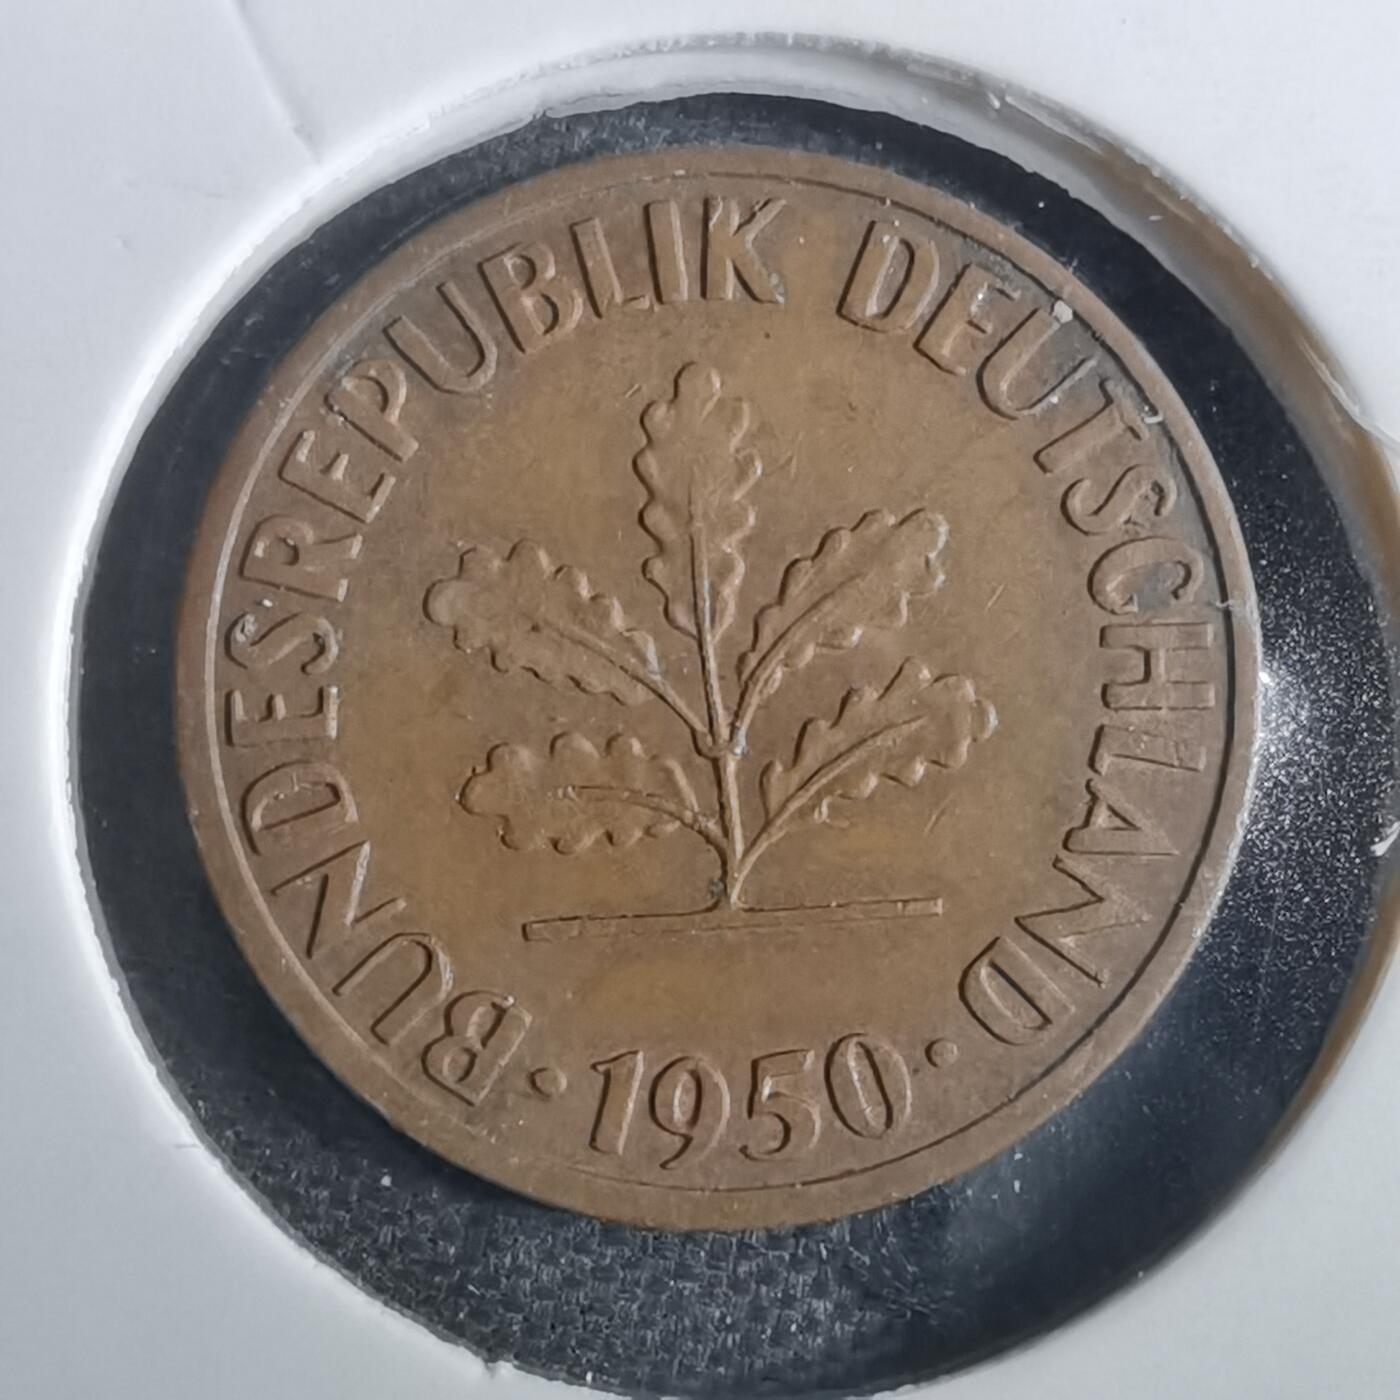 BUNDESREPUBLIK DEUTSCHLAND
· 1950 ·